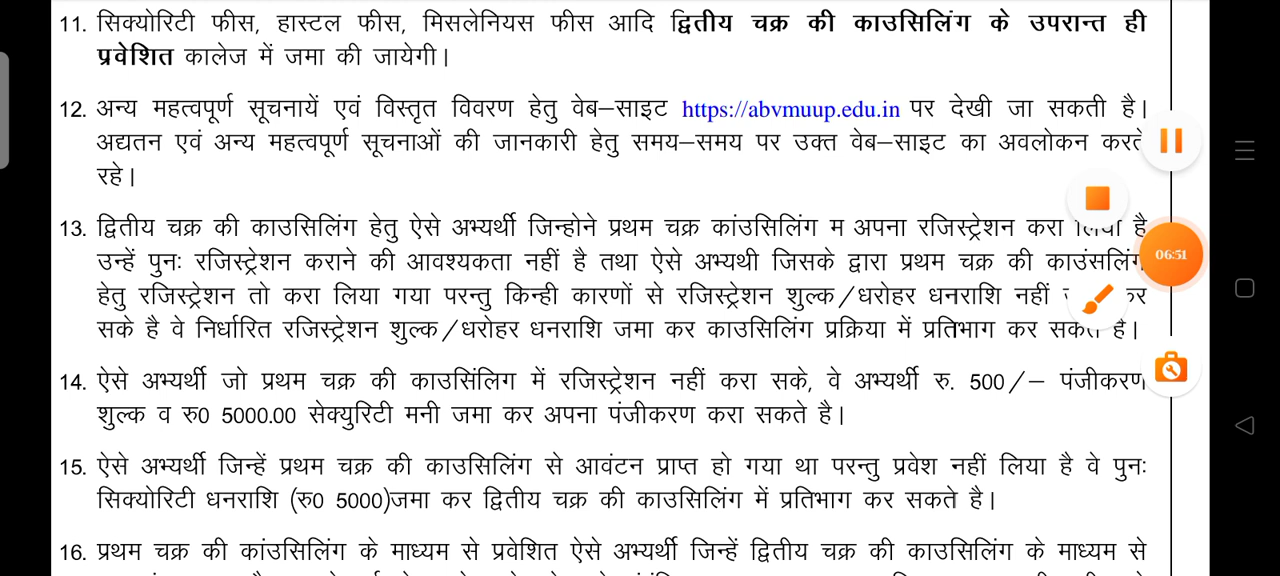 11. सिक्योरिटी फीस, हास्टल फीस, मिसलेनियस फीस आदि द्वितीय चक्र की काउसिलिंग के उपरान्त ही
प्रवेशित कालेज में जमा की जायेगी।
12. अन्य महत्वपूर्ण सूचनायें एवं विस्तृत विवरण हेतु वेब–साइट https://abvmuup.edu.in पर देखी जा सकती है।
अद्यतन एवं अन्य महत्वपूर्ण सूचनाओं की जानकारी हेतु समय–समय पर उक्त वेब–साइट का अवलोकन करते
रहे।
13. द्वितीय चक्र की काउसिलिंग हेतु ऐसे अभ्यर्थी जिन्होने प्रथम चक्र कांउसिलिंग म अपना रजिस्ट्रेशन करा लिया है
उन्हें पुनः रजिस्ट्रेशन कराने की आवश्यकता नहीं है तथा ऐसे अभ्यथी जिसके द्वारा प्रथम चक्र की काउंसलिंग
हेतु रजिस्ट्रेशन तो करा लिया गया परन्तु किन्ही कारणों से रजिस्ट्रेशन शुल्क/धरोहर धनराशि नहीं कर
सके है वे निर्धारित रजिस्ट्रेशन शुल्क/धरोहर धनराशि जमा कर काउसिलिंग प्रक्रिया में प्रतिभाग कर सकते है।
14. ऐसे अभ्यर्थी जो प्रथम चक्र की काउसिंलिग में रजिस्ट्रेशन नहीं करा सके, वे अभ्यर्थी रु. 500/– पंजीकरण
शुल्क व रु0 5000.00 सेक्युरिटी मनी जमा कर अपना पंजीकरण करा सकते है।
15. ऐसे अभ्यर्थी जिन्हें प्रथम चक्र की काउसिलिंग से आवंटन प्राप्त हो गया था परन्तु प्रवेश नहीं लिया है वे पुनः
सिक्योरिटी धनराशि (रु0 5000)जमा कर द्वितीय चक्र की काउसिलिंग में प्रतिभाग कर सकते है।
16. प्रथम चक्र की कांउसिलिंग के माध्यम से प्रवेशित ऐसे अभ्यर्थी जिन्हें द्वितीय चक्र की काउसिलिंग के माध्यम से
06:51